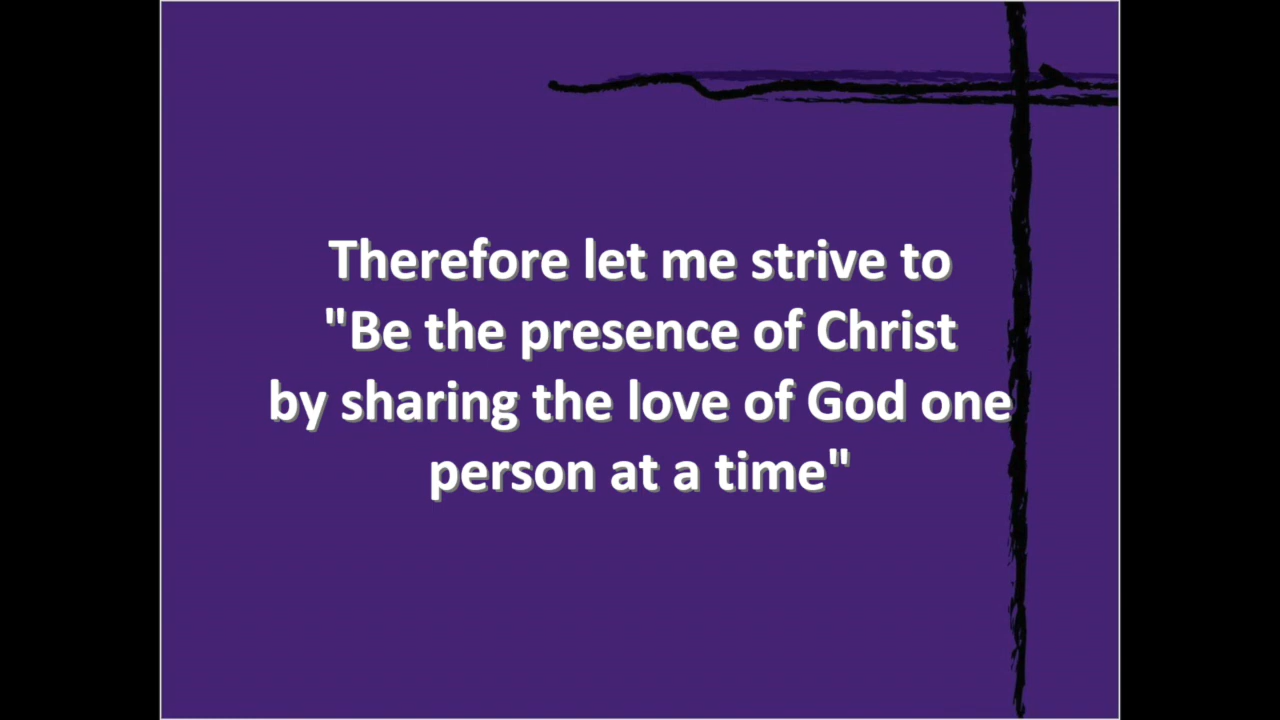 Therefore let me strive to
"Be the presence of Christ
by sharing the love of God one
person at a time"